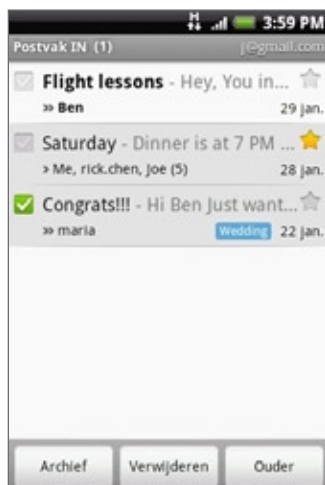 H 3:59 PM
Postvak IN (1) j@gmail.com
Flight lessons - Hey, You in...
» Ben 29 jan.
Saturday - Dinner is at 7 PM ...
› Me, rick.chen, Joe (5) 28 jan.
Congrats!!! - Hi Ben Just want...
» maria Wedding 22 jan.
Archief Verwijderen Ouder